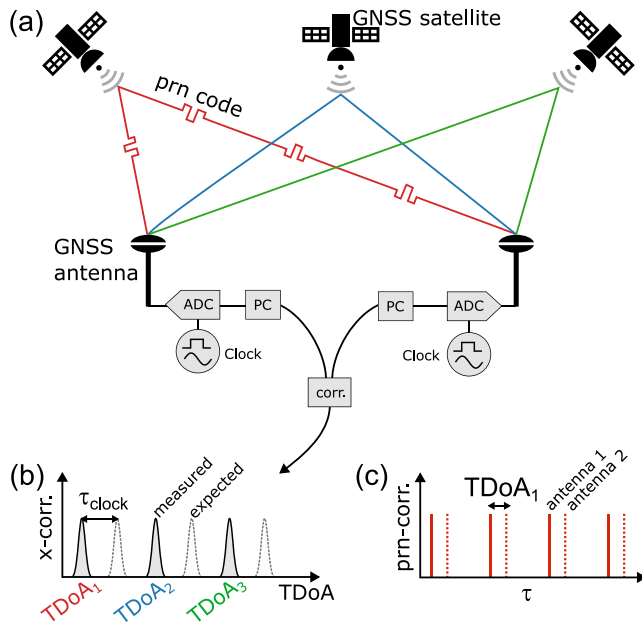 (a)
GNSS satellite
prn code
GNSS
antenna
ADC
PC
PC
ADC
Clock
Clock
corr.
(b)
x-corr.
τclock
measured
expected
TDoA1
TDoA2
TDoA3
TDoA
(c)
prn-corr.
TDoA1
antenna 1
antenna 2
τ